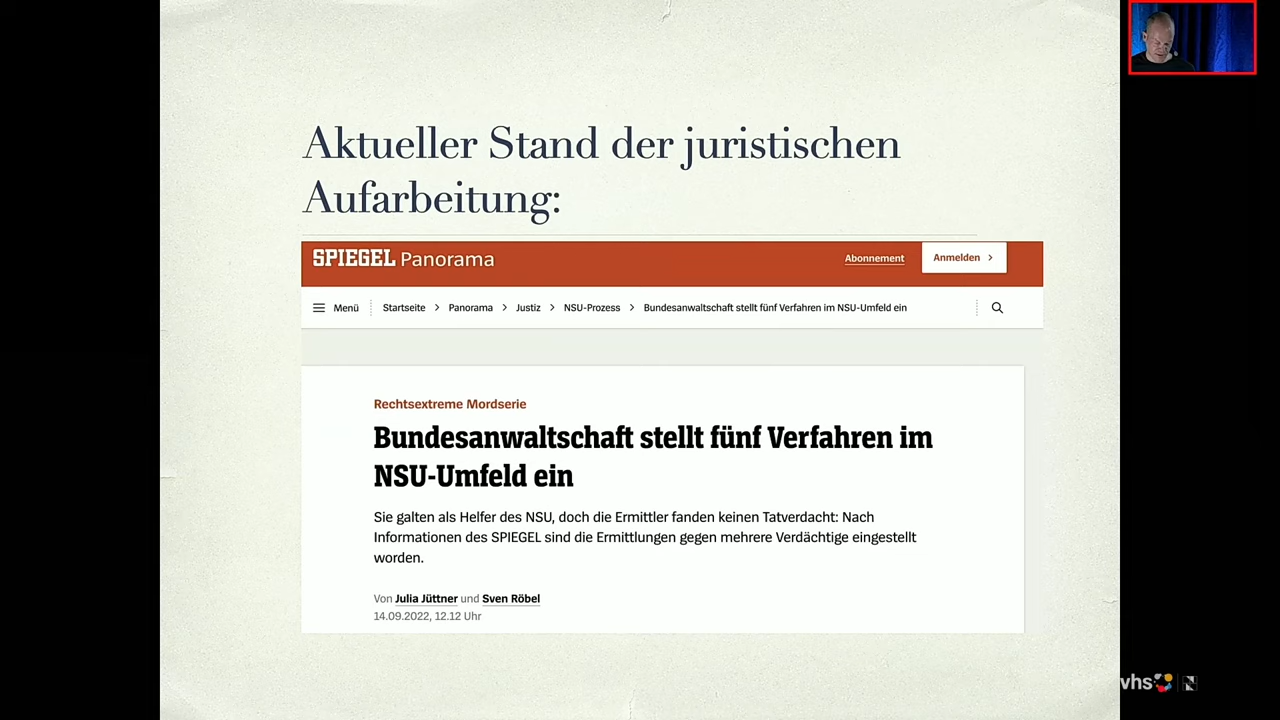 Aktueller Stand der juristischen
Aufarbeitung:
SPIEGEL Panorama
Abonnement
Anmelden
Menü
Startseite
Panorama
Justiz
NSU-Prozess
Bundesanwaltschaft stellt fünf Verfahren im NSU-Umfeld ein
Rechtsextreme Mordserie
Bundesanwaltschaft stellt fünf Verfahren im
NSU-Umfeld ein
Sie galten als Helfer des NSU, doch die Ermittler fanden keinen Tatverdacht: Nach
Informationen des SPIEGEL sind die Ermittlungen gegen mehrere Verdächtige eingestellt
worden.
Von Julia Jüttner und Sven Röbel
14.09.2022, 12.12 Uhr
vhs